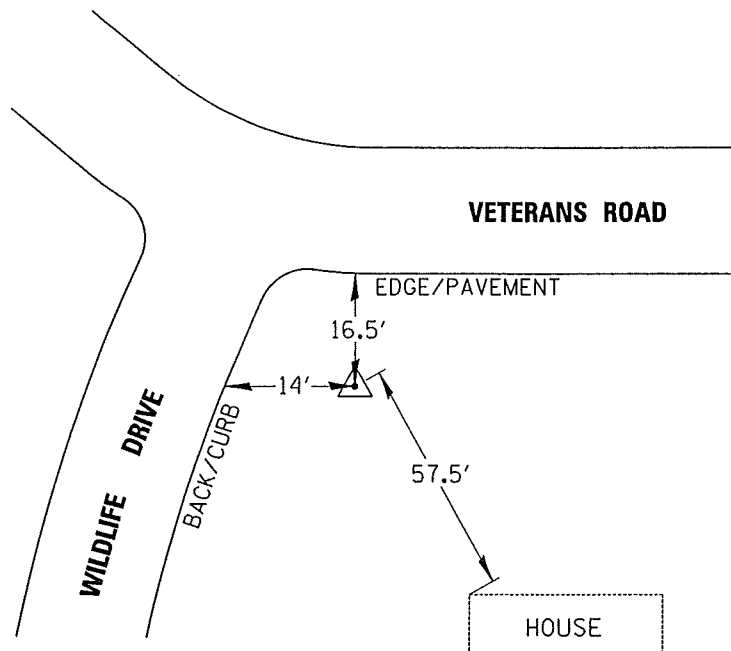 VETERANS ROAD
EDGE/PAVEMENT
16.5'
14'
BACK/CURB
WILDLIFE DRIVE
57.5'
HOUSE